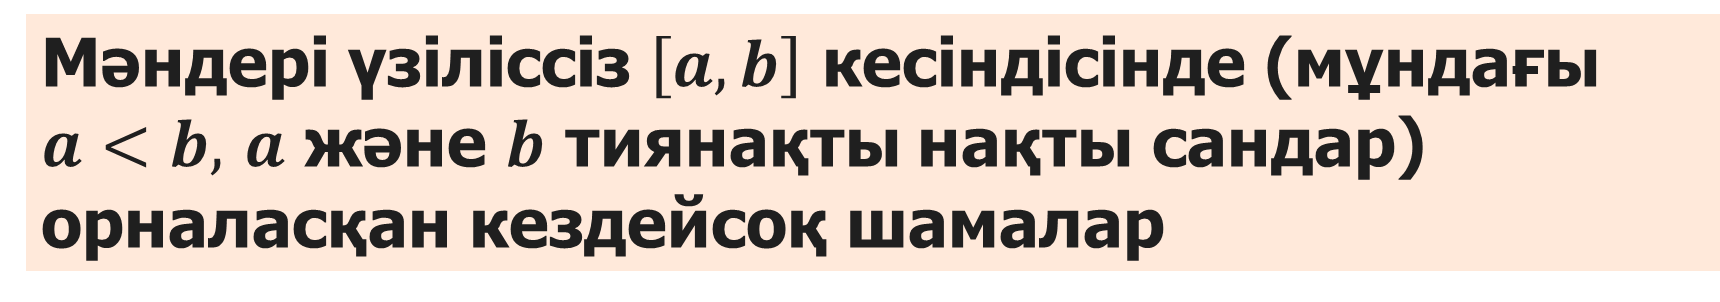 Мәндері үзіліссіз [a, b] кесіндісінде (мұндағы
a < b, a және b тиянақты нақты сандар)
орналасқан кездейсоқ шамалар